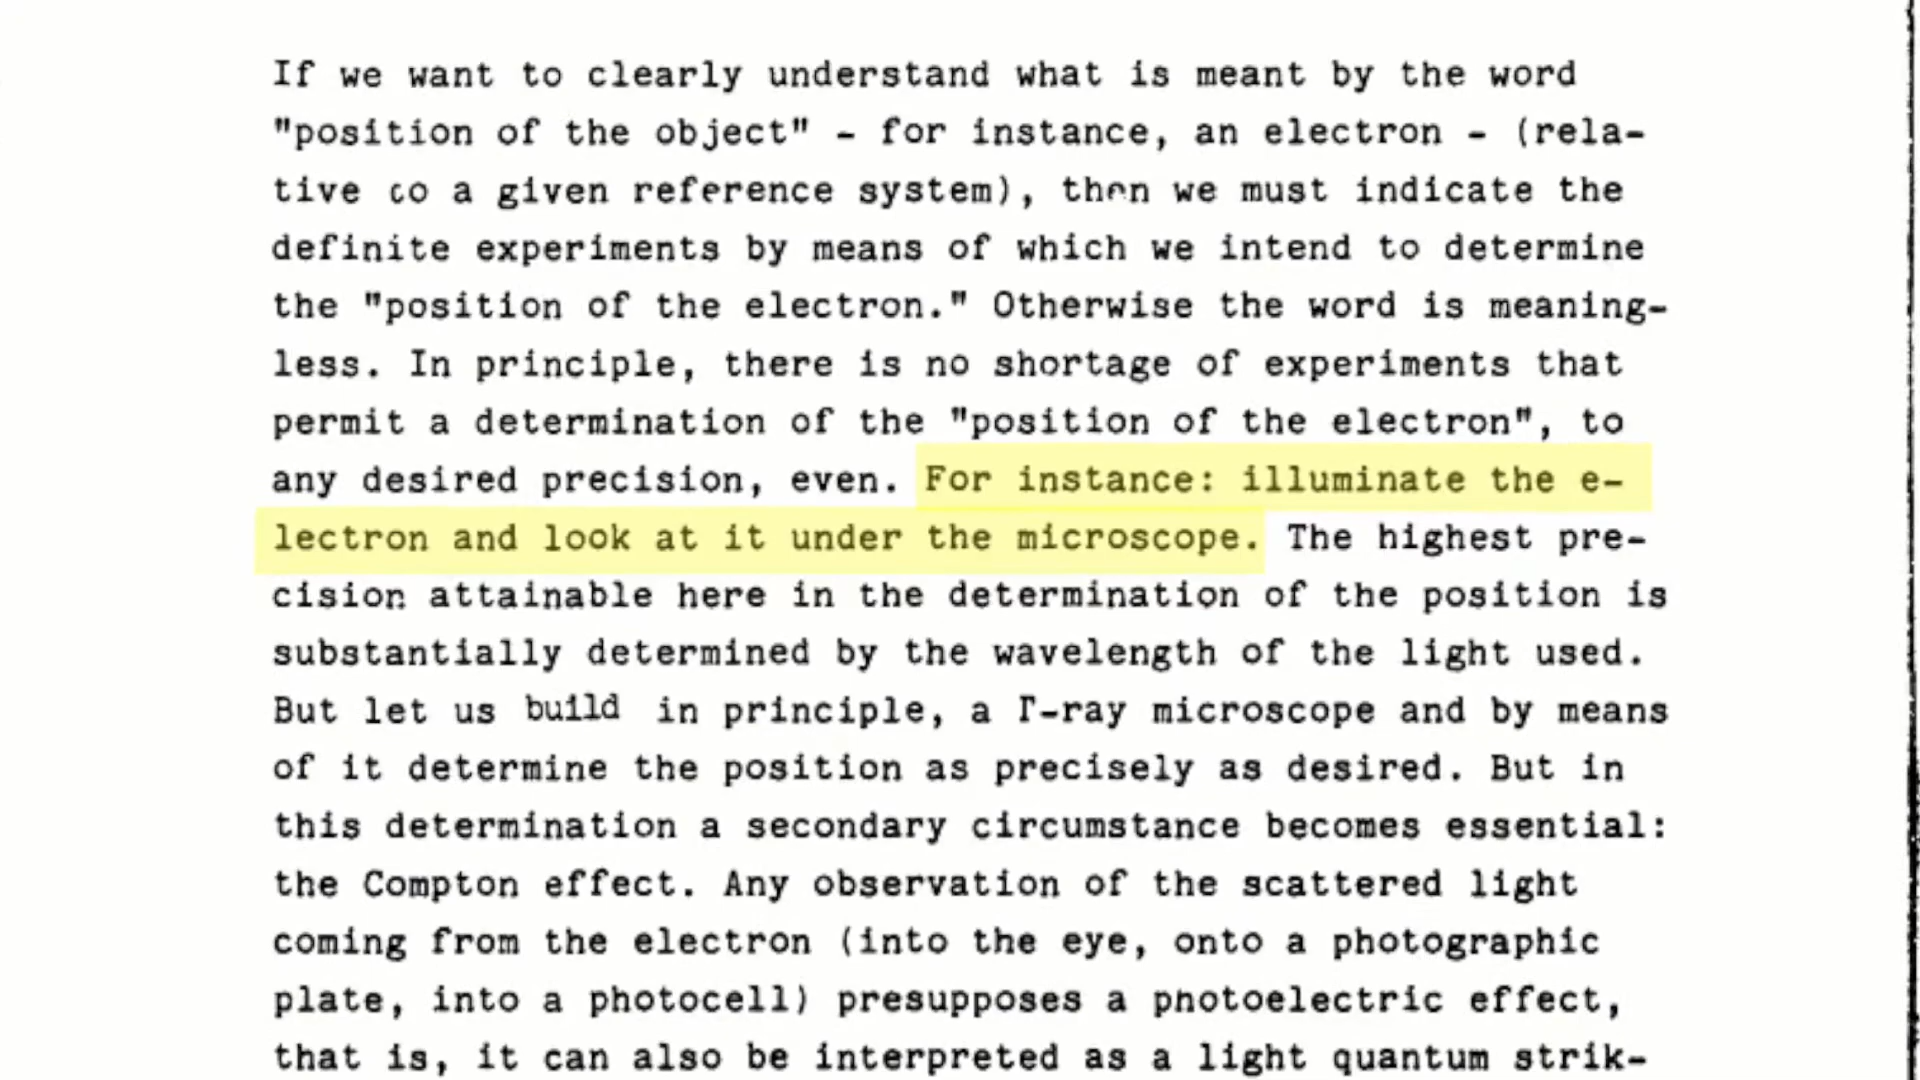 If we want to clearly understand what is meant by the word
"position of the object" - for instance, an electron - (rela-
tive to a given reference system), then we must indicate the
definite experiments by means of which we intend to determine
the "position of the electron." Otherwise the word is meaning-
less. In principle, there is no shortage of experiments that
permit a determination of the "position of the electron", to
any desired precision, even. For instance: illuminate the e-
lectron and look at it under the microscope. The highest pre-
cision attainable here in the determination of the position is
substantially determined by the wavelength of the light used.
But let us build in principle, a Γ-ray microscope and by means
of it determine the position as precisely as desired. But in
this determination a secondary circumstance becomes essential:
the Compton effect. Any observation of the scattered light
coming from the electron (into the eye, onto a photographic
plate, into a photocell) presupposes a photoelectric effect,
that is, it can also be interpreted as a light quantum strik-